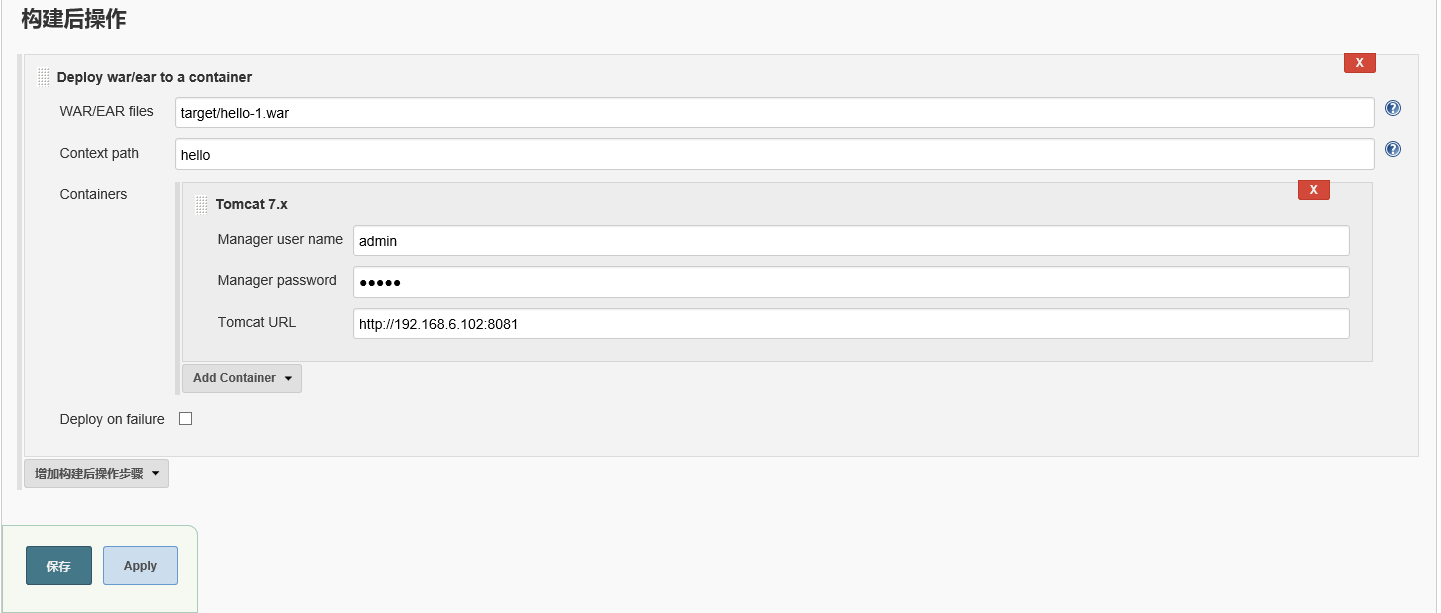 构建后操作
X
Deploy war/ear to a container
WAR/EAR files target/hello-1.war ?
Context path hello ?
Containers
X
Tomcat 7.x
Manager user name admin
Manager password ●●●●●
Tomcat URL http://192.168.6.102:8081
Add Container
Deploy on failure
增加构建后操作步骤
保存 Apply